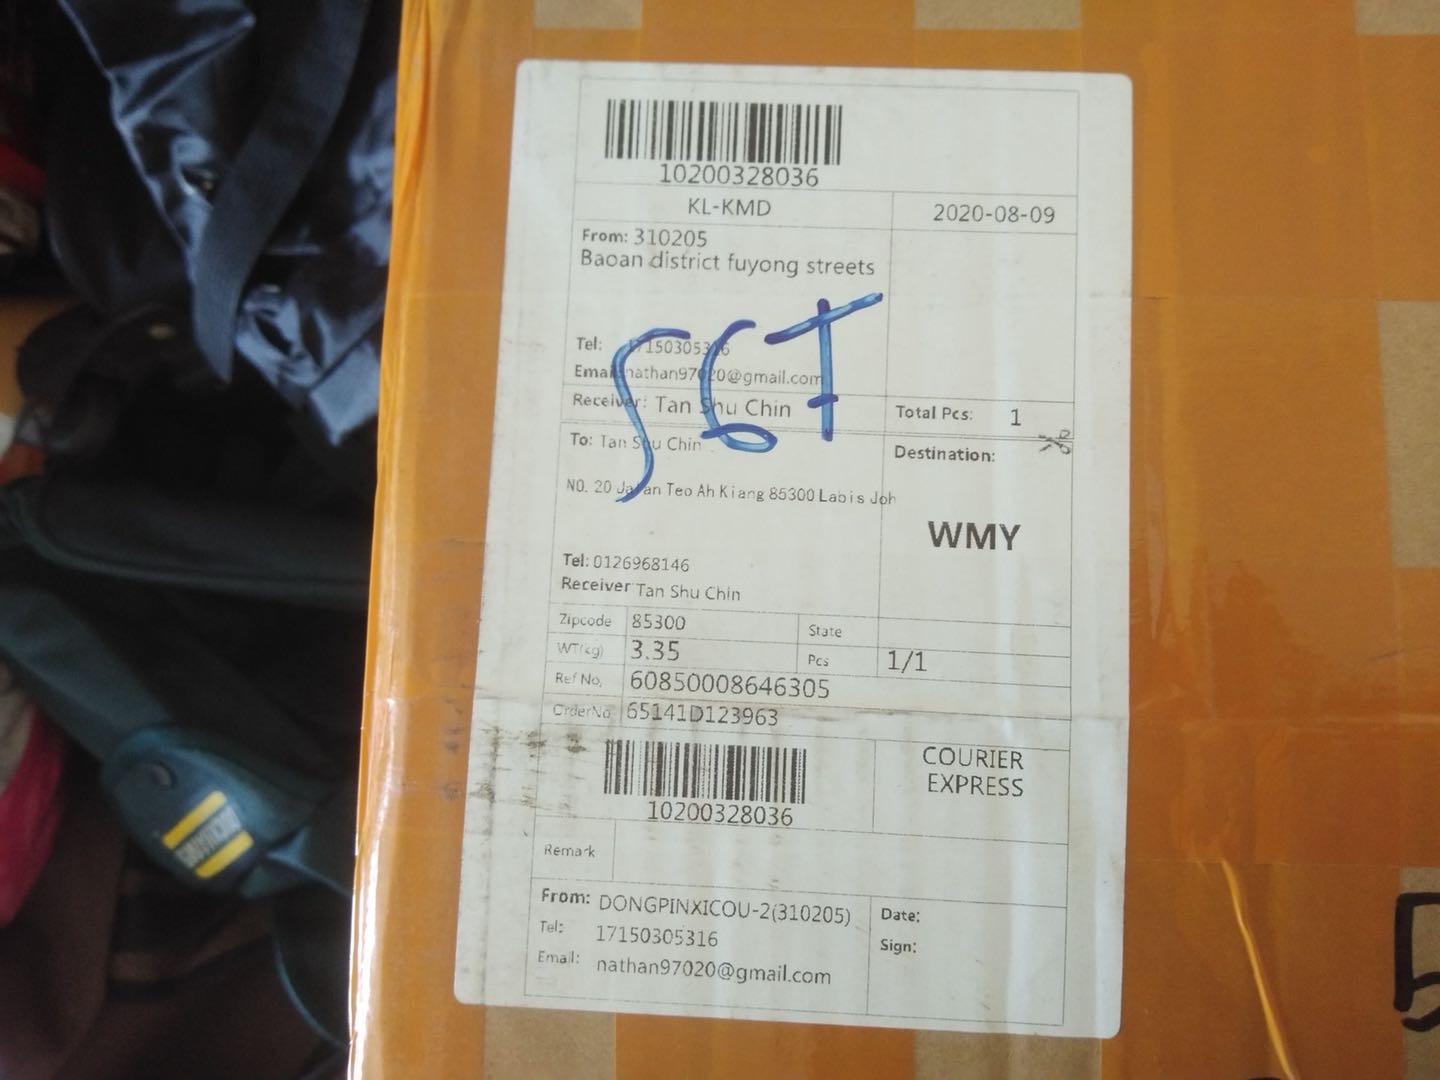 10200328036
KL-KMD
2020-08-09
From: 310205
Baoan district fuyong streets
SGT
Tel: 17150305316
Email: nathan97020@gmail.com
Receiver: Tan Shu Chin
Total Pcs: 1
To: Tan Shu Chin
Destination:
NO. 20 Jalan Teo Ah Kiang 85300 Labis Joh
WMY
Tel: 0126968146
Receiver Tan Shu Chin
Zipcode 85300
State
WT(kg) 3.35
Pcs 1/1
Ref No, 60850008646305
OrderNo 65141D123963
COURIER
EXPRESS
10200328036
Remark
From: DONGPINXICOU-2(310205)
Date:
Tel: 17150305316
Sign:
Email: nathan97020@gmail.com
5